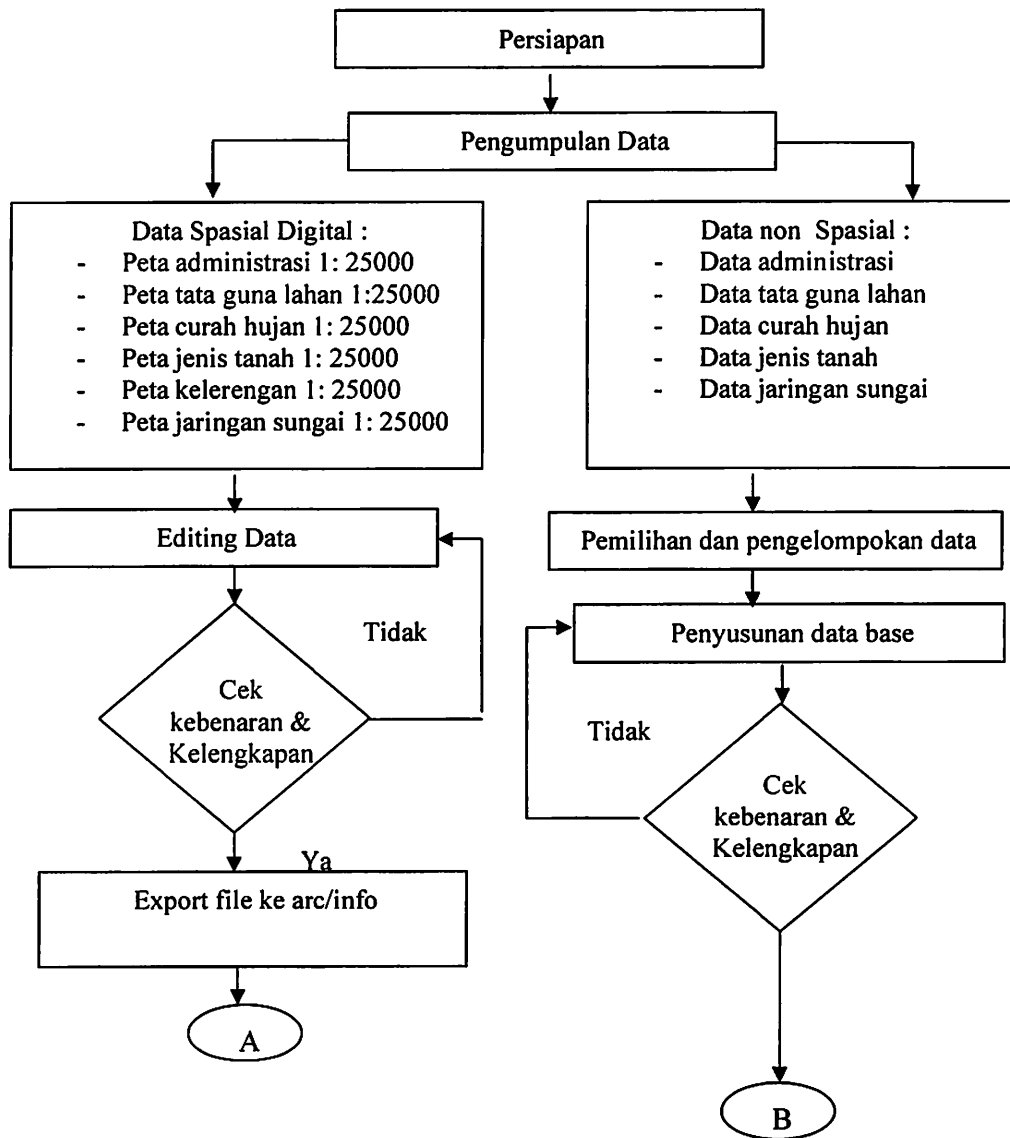 Persiapan
Pengumpulan Data
Data Spasial Digital :
- Peta administrasi 1: 25000
- Peta tata guna lahan 1:25000
- Peta curah hujan 1: 25000
- Peta jenis tanah 1: 25000
- Peta kelerengan 1: 25000
- Peta jaringan sungai 1: 25000
Data non Spasial :
- Data administrasi
- Data tata guna lahan
- Data curah hujan
- Data jenis tanah
- Data jaringan sungai
Editing Data
Tidak
Cek
kebenaran &
Kelengkapan
Ya
Export file ke arc/info
A
Pemilihan dan pengelompokan data
Penyusunan data base
Tidak
Cek
kebenaran &
Kelengkapan
B